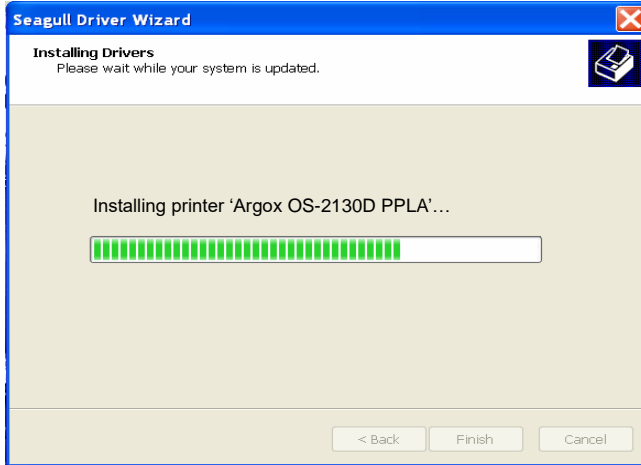 Seagull Driver Wizard
Installing Drivers
Please wait while your system is updated.
Installing printer ‘Argox OS-2130D PPLA’…
< Back Finish Cancel